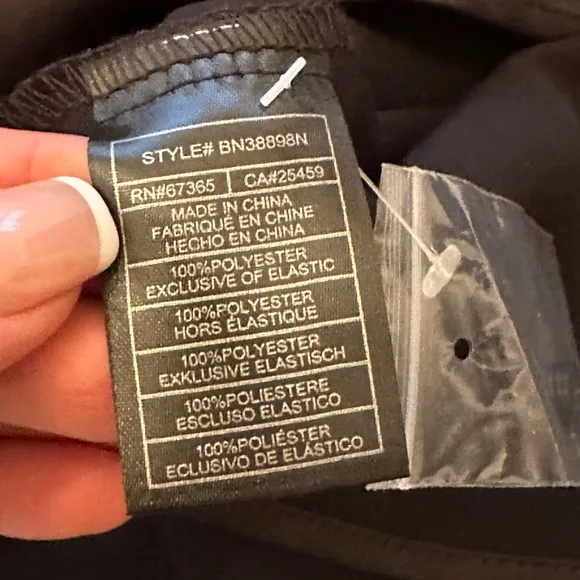 STYLE# BN38898N
RN#67365 CA#25459
MADE IN CHINA
FABRIQUÉ EN CHINE
HECHO EN CHINA
100%POLYESTER
EXCLUSIVE OF ELASTIC
100%POLYESTER
HORS ÉLASTIQUE
100%POLYESTER
EXKLUSIVE ELASTISCH
100%POLIESTERE
ESCLUSO ELASTICO
100%POLIÉSTER
ECLUSIVO DE ELÁSTICO